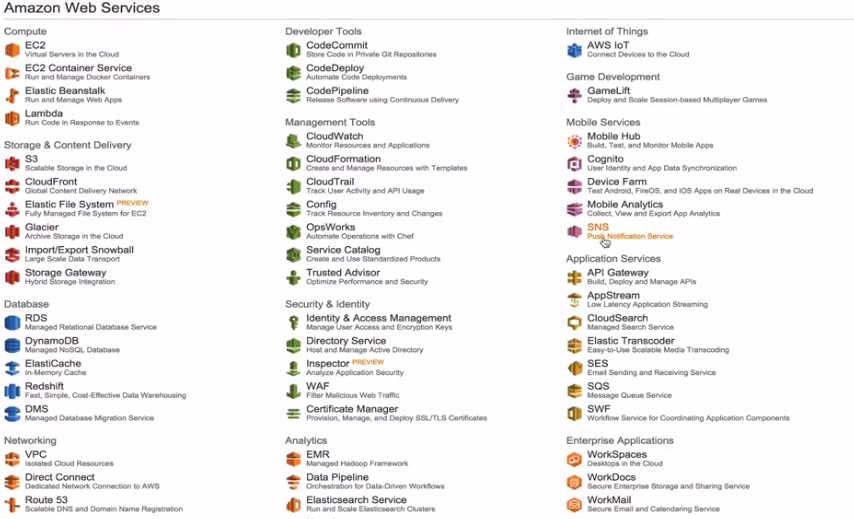 Amazon Web Services
Compute
EC2
Virtual Servers in the Cloud
EC2 Container Service
Run and Manage Docker Containers
Elastic Beanstalk
Run and Manage Web Apps
Lambda
Run Code in Response to Events
Storage & Content Delivery
S3
Scalable Storage in the Cloud
CloudFront
Global Content Delivery Network
Elastic File System PREVIEW
Fully Managed File System for EC2
Glacier
Archive Storage in the Cloud
Import/Export Snowball
Large Scale Data Transport
Storage Gateway
Hybrid Storage Integration
Database
RDS
Managed Relational Database Service
DynamoDB
Managed NoSQL Database
ElastiCache
In-Memory Cache
Redshift
Fast, Simple, Cost-Effective Data Warehousing
DMS
Managed Database Migration Service
Networking
VPC
Isolated Cloud Resources
Direct Connect
Dedicated Network Connection to AWS
Route 53
Scalable DNS and Domain Name Registration
Developer Tools
CodeCommit
Store Code in Private Git Repositories
CodeDeploy
Automate Code Deployments
CodePipeline
Release Software using Continuous Delivery
Management Tools
CloudWatch
Monitor Resources and Applications
CloudFormation
Create and Manage Resources with Templates
CloudTrail
Track User Activity and API Usage
Config
Track Resource Inventory and Changes
OpsWorks
Automate Operations with Chef
Service Catalog
Create and Use Standardized Products
Trusted Advisor
Optimize Performance and Security
Security & Identity
Identity & Access Management
Manage User Access and Encryption Keys
Directory Service
Host and Manage Active Directory
Inspector PREVIEW
Analyze Application Security
WAF
Filter Malicious Web Traffic
Certificate Manager
Provision, Manage, and Deploy SSL/TLS Certificates
Analytics
EMR
Managed Hadoop Framework
Data Pipeline
Orchestration for Data-Driven Workflows
Elasticsearch Service
Run and Scale Elasticsearch Clusters
Internet of Things
AWS IoT
Connect Devices to the Cloud
Game Development
GameLift
Deploy and Scale Session-based Multiplayer Games
Mobile Services
Mobile Hub
Build, Test, and Monitor Mobile Apps
Cognito
User Identity and App Data Synchronization
Device Farm
Test Android, FireOS, and iOS Apps on Real Devices in the Cloud
Mobile Analytics
Collect, View and Export App Analytics
SNS
Push Notification Service
Application Services
API Gateway
Build, Deploy and Manage APIs
AppStream
Low Latency Application Streaming
CloudSearch
Managed Search Service
Elastic Transcoder
Easy-to-Use Scalable Media Transcoding
SES
Email Sending and Receiving Service
SQS
Message Queue Service
SWF
Workflow Service for Coordinating Application Components
Enterprise Applications
WorkSpaces
Desktops in the Cloud
WorkDocs
Secure Enterprise Storage and Sharing Service
WorkMail
Secure Email and Calendaring Service